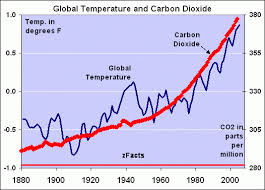 Global Temperature and Carbon Dioxide
1.0
Temp. in
degrees F
0.5
0.0
-0.5
-1.0
Carbon
Dioxide
Global
Temperature
380
355
330
305
280
CO2 in
parts per
million
zFacts
1880
1900
1920
1940
1960
1980
2000